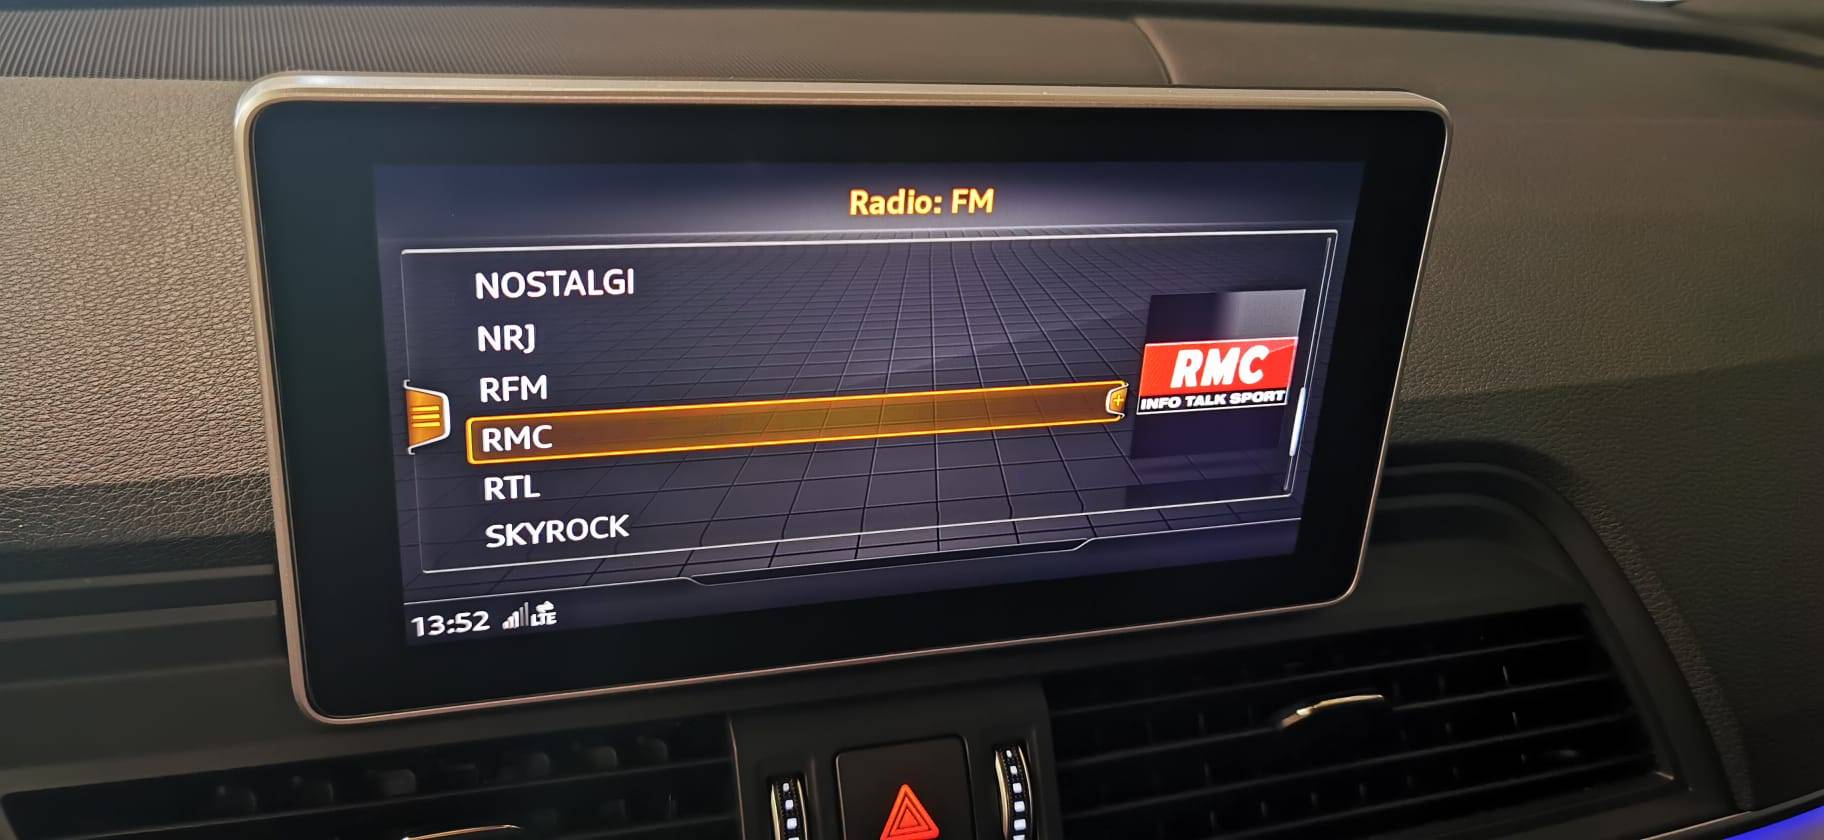 Radio: FM
NOSTALGI
NRJ
RFM
RMC
RTL
SKYROCK
RMC
INFO TALK SPORT
13:52 LTE